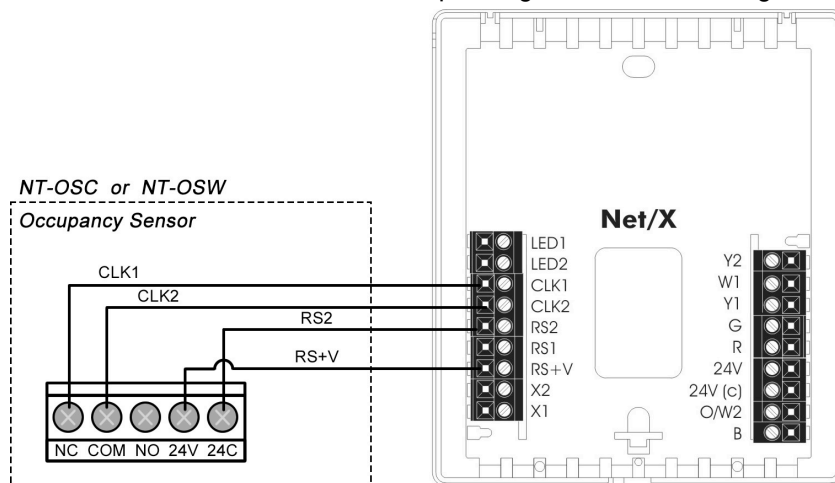 NT-OSC or NT-OSW
Occupancy Sensor
CLK1
CLK2
RS2
RS+V
NC COM NO 24V 24C
Net/X
LED1
LED2
CLK1
CLK2
RS2
RS1
RS+V
X2
X1
Y2
W1
Y1
G
R
24V
24V (c)
O/W2
B